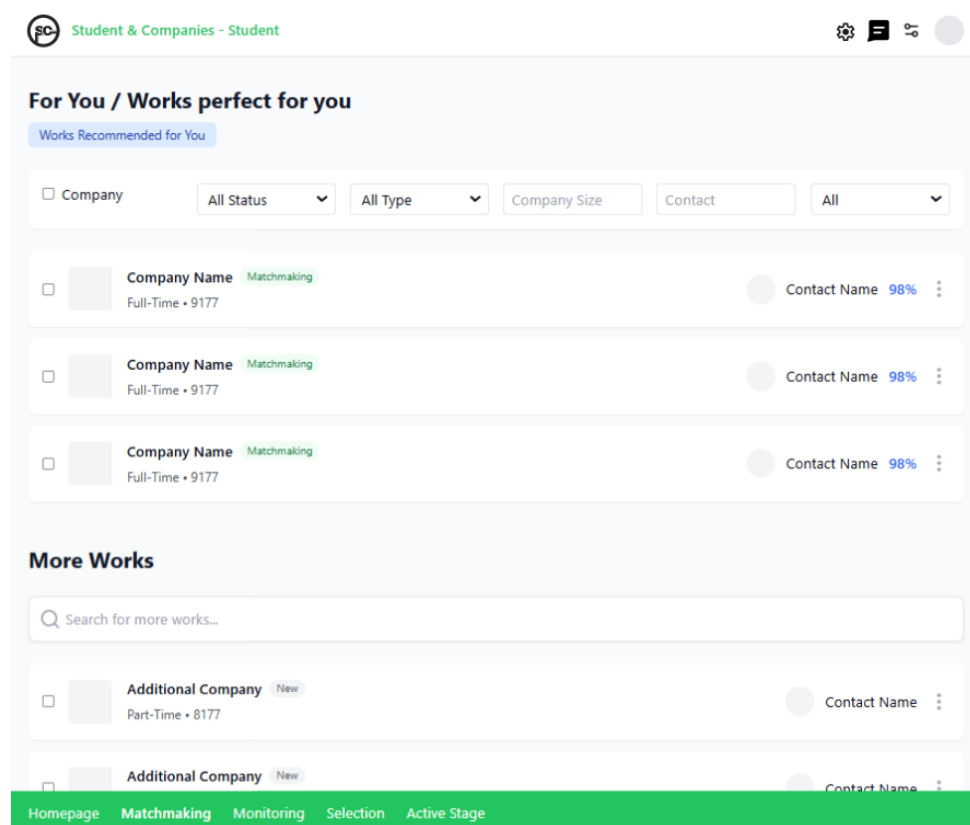 SC
Student & Companies - Student
For You / Works perfect for you
Works Recommended for You
Company
All Status
All Type
Company Size
Contact
All
Company Name Matchmaking
Full-Time • 9177
Contact Name 98%
Company Name Matchmaking
Full-Time • 9177
Contact Name 98%
Company Name Matchmaking
Full-Time • 9177
Contact Name 98%
More Works
Search for more works...
Additional Company New
Part-Time • 8177
Contact Name
Additional Company New
Contact Name
Homepage Matchmaking Monitoring Selection Active Stage